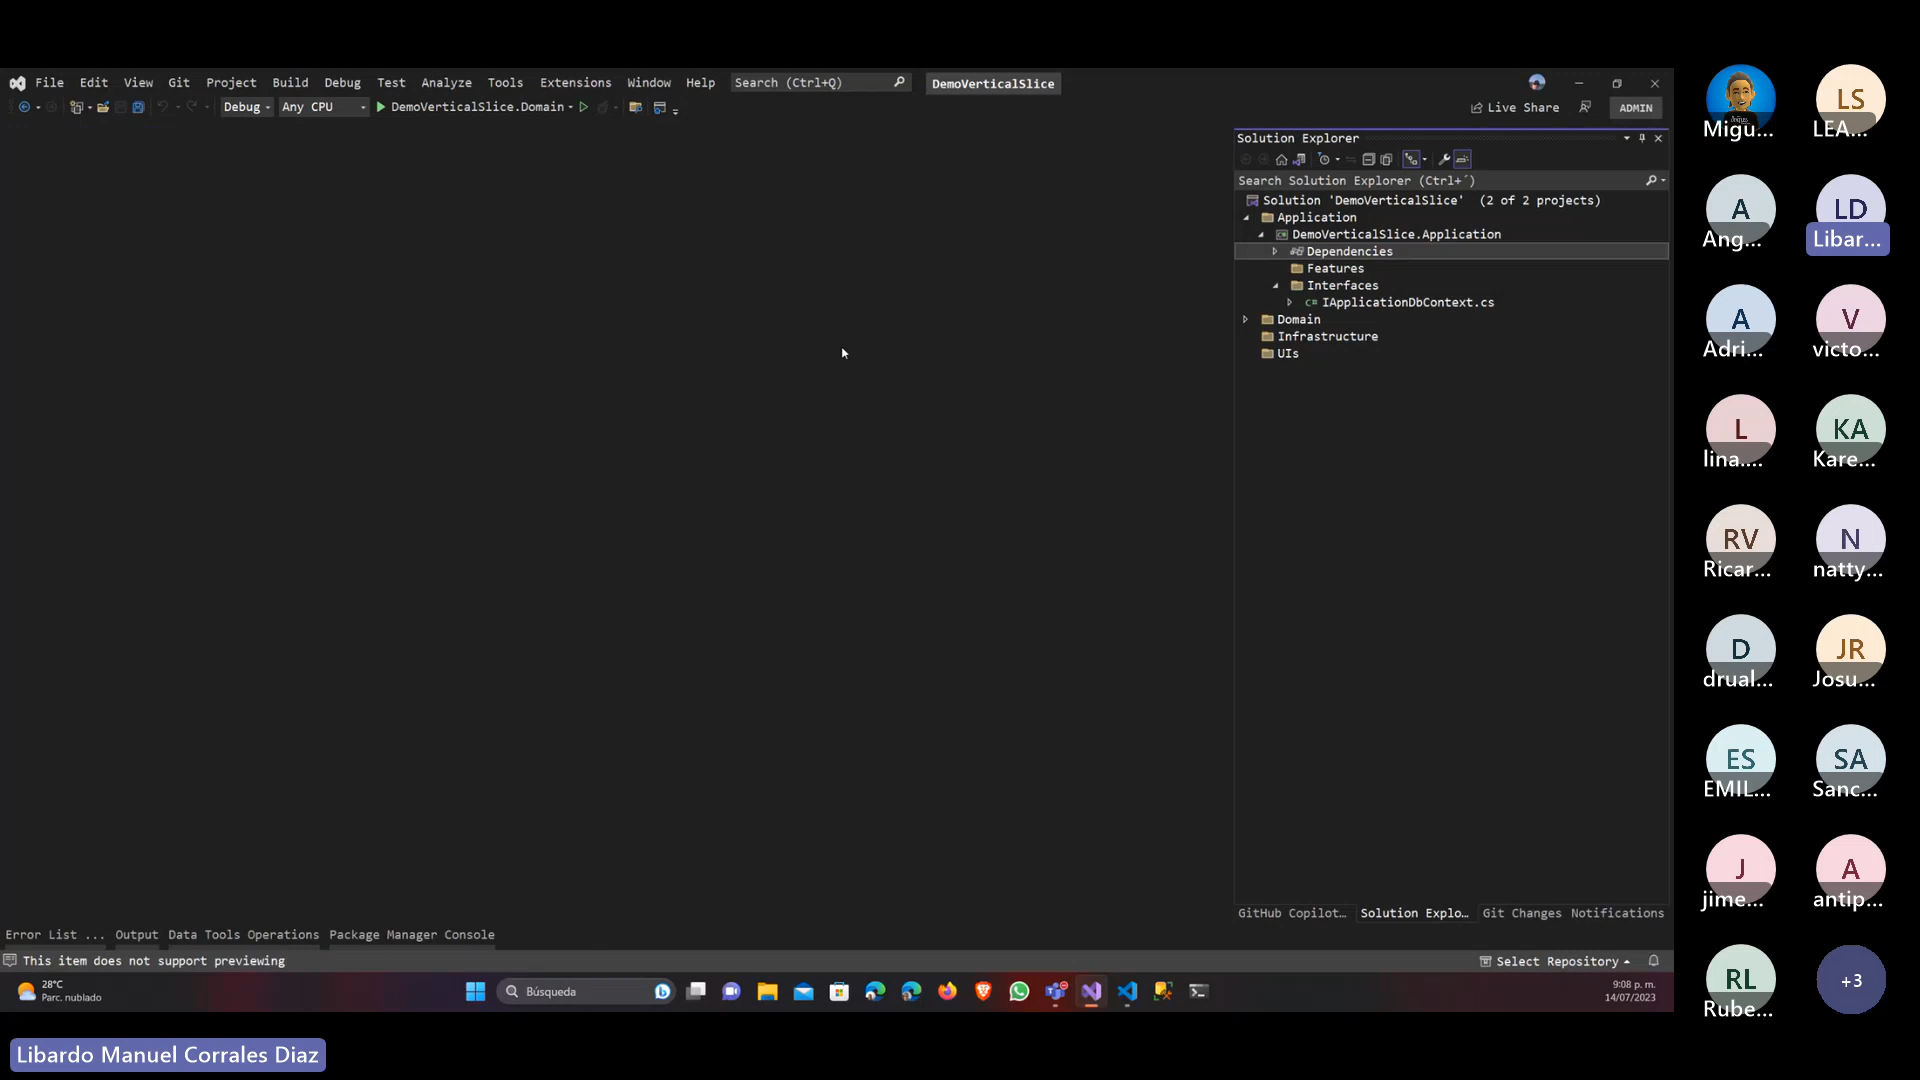 File Edit View Git Project Build Debug Test Analyze Tools Extensions Window Help Search (Ctrl+Q) DemoVerticalSlice
Debug Any CPU DemoVerticalSlice.Domain Live Share ADMIN
Solution Explorer
Search Solution Explorer (Ctrl+´)
Solution 'DemoVerticalSlice' (2 of 2 projects)
Application
DemoVerticalSlice.Application
Dependencies
Features
Interfaces
C# IApplicationDbContext.cs
Domain
Infrastructure
UIs
GitHub Copilot… Solution Explo… Git Changes Notifications
Error List ... Output Data Tools Operations Package Manager Console
This item does not support previewing Select Repository
28°C
Parc. nublado
Búsqueda
9:08 p. m.
14/07/2023
Libardo Manuel Corrales Diaz
Migu...
LS
LEA...
A
Ang...
LD
Libar...
A
Adri...
V
victo...
L
lina....
KA
Kare...
RV
Ricar...
N
natty...
D
drual...
JR
Josu...
ES
EMIL...
SA
Sanc...
J
jime...
A
antip...
RL
Rube...
+3